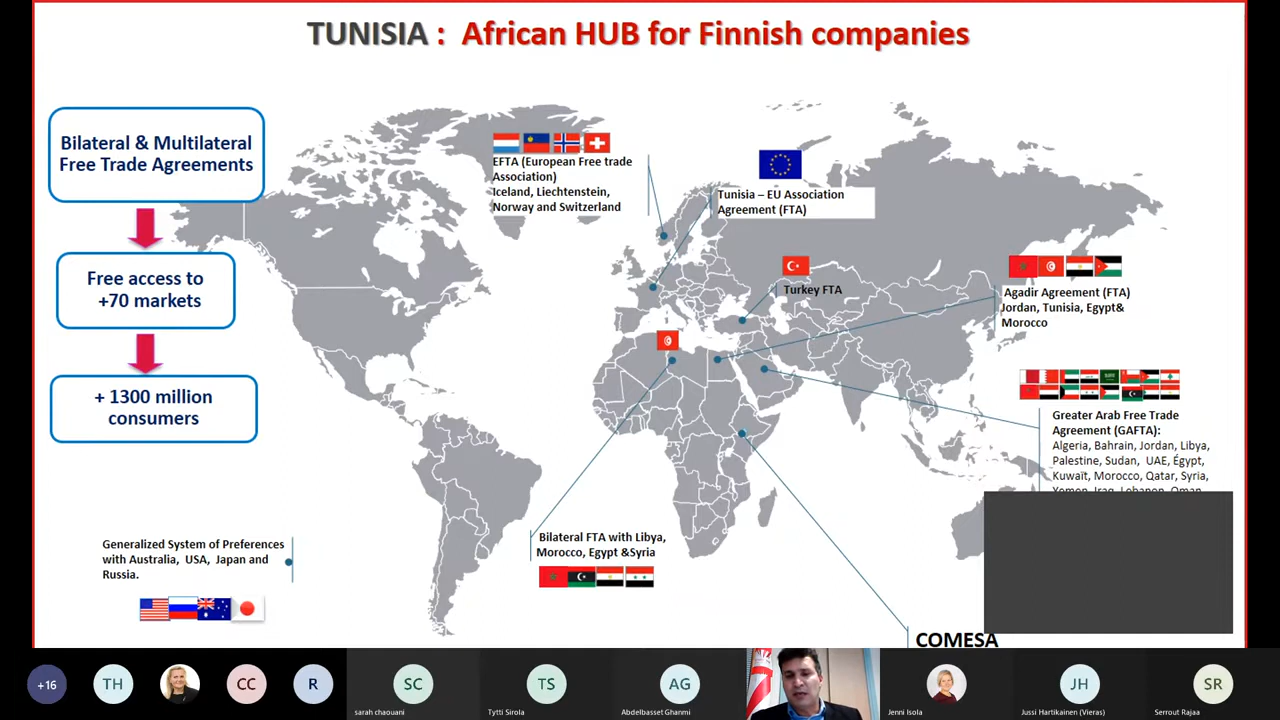 TUNISIA : African HUB for Finnish companies
Bilateral & Multilateral
Free Trade Agreements
Free access to
+70 markets
+ 1300 million
consumers
EFTA (European Free trade
Association)
Iceland, Liechtenstein,
Norway and Switzerland
Tunisia – EU Association
Agreement (FTA)
Turkey FTA
Agadir Agreement (FTA)
Jordan, Tunisia, Egypt&
Morocco
Greater Arab Free Trade
Agreement (GAFTA):
Algeria, Bahrain, Jordan, Libya,
Palestine, Sudan, UAE, Égypt,
Kuwaït, Morocco, Qatar, Syria,
Yemen, Iraq, Lebanon, Oman
Bilateral FTA with Libya,
Morocco, Egypt &Syria
Generalized System of Preferences
with Australia, USA, Japan and
Russia.
COMESA
+16
TH
CC
R
SC
sarah chaouani
TS
Tytti Sirola
AG
Abdelbasset Ghanmi
Jenni Isola
JH
Jussi Hartikainen (Vieras)
SR
Serrout Rajaa